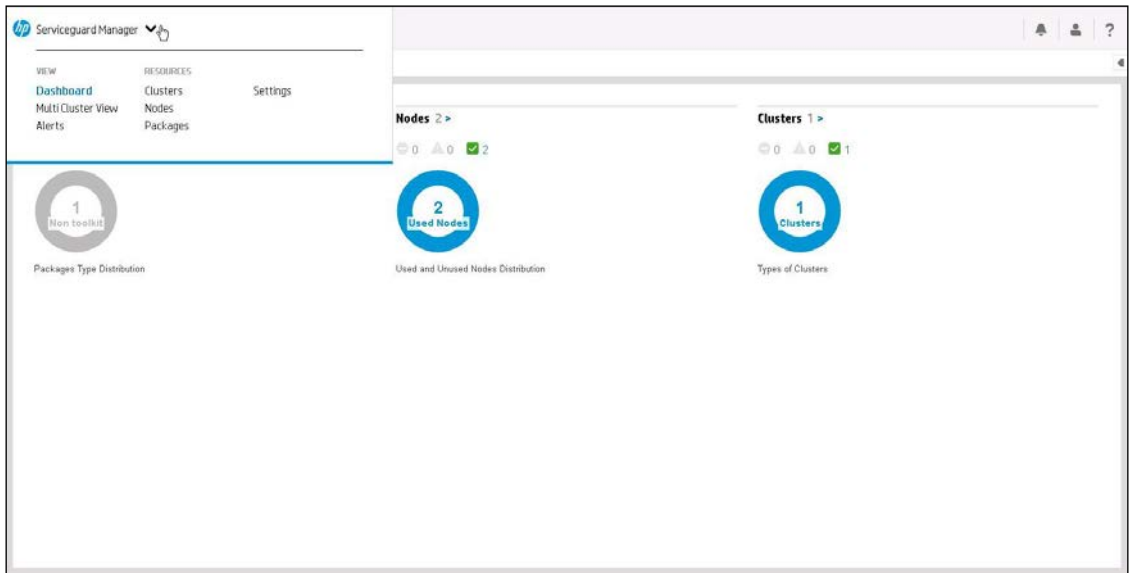 hp Serviceguard Manager
?
VIEW RESOURCES
Dashboard Clusters Settings
Multi Cluster View Nodes
Alerts Packages
Nodes 2 > Clusters 1 >
0 0 2 0 0 1
1 2 1
Non toolkit Used Nodes Clusters
Packages Type Distribution Used and Unused Nodes Distribution Types of Clusters